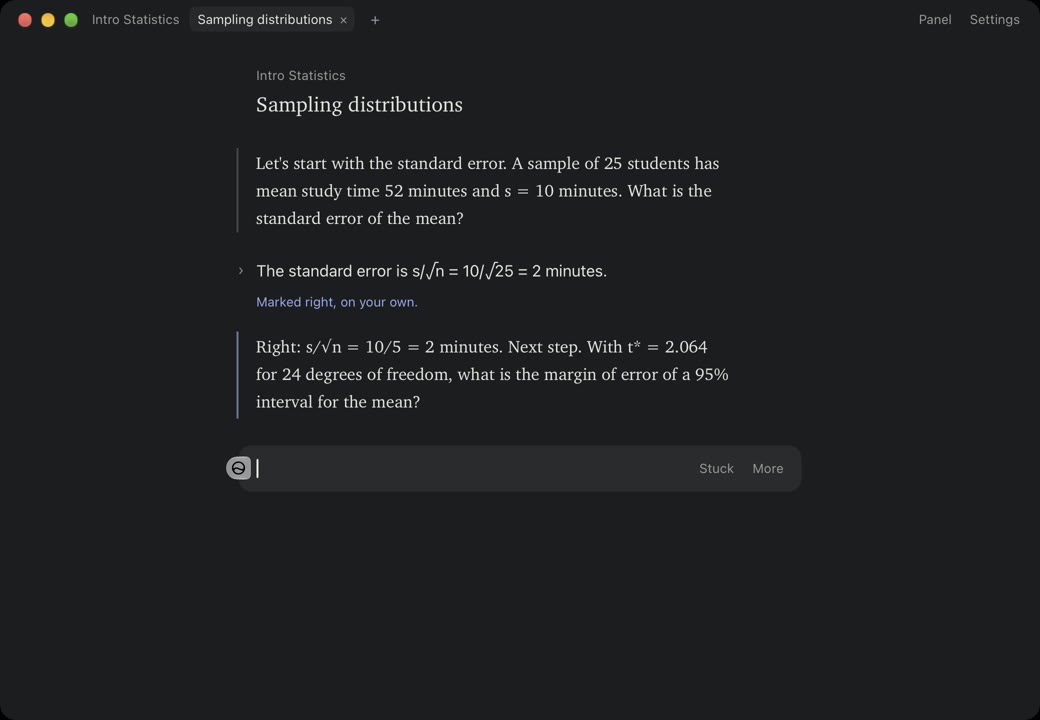 Intro Statistics
Sampling distributions ×
+
Panel
Settings
Intro Statistics
Sampling distributions
Let's start with the standard error. A sample of 25 students has
mean study time 52 minutes and s = 10 minutes. What is the
standard error of the mean?
› The standard error is s/√n = 10/√25 = 2 minutes.
Marked right, on your own.
Right: s/√n = 10/5 = 2 minutes. Next step. With t* = 2.064
for 24 degrees of freedom, what is the margin of error of a 95%
interval for the mean?
Stuck
More